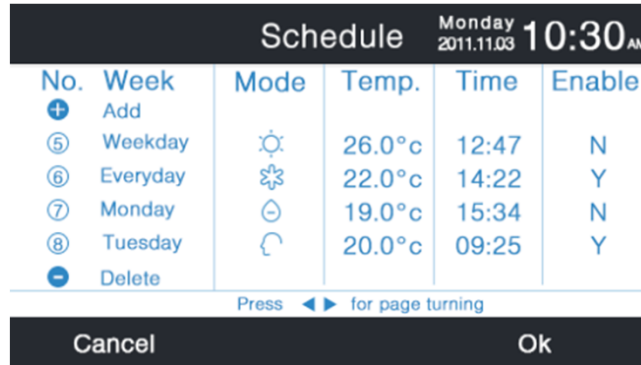 Schedule Monday 2011.11.03 10:30 AM
No. Week Mode Temp. Time Enable
Add
5 Weekday 26.0°c 12:47 N
6 Everyday 22.0°c 14:22 Y
7 Monday 19.0°c 15:34 N
8 Tuesday 20.0°c 09:25 Y
Delete
Press ◀ ▶ for page turning
Cancel Ok